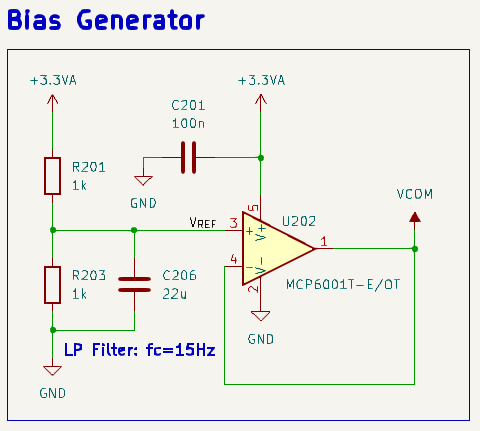 Bias Generator
+3.3VA
+3.3VA
C201
100n
R201
1k
GND
VCOM
VREF
3
5
U202
+
V+
1
4
-
V-
2
R203
1k
C206
22u
MCP6001T-E/OT
GND
LP Filter: fc=15Hz
GND